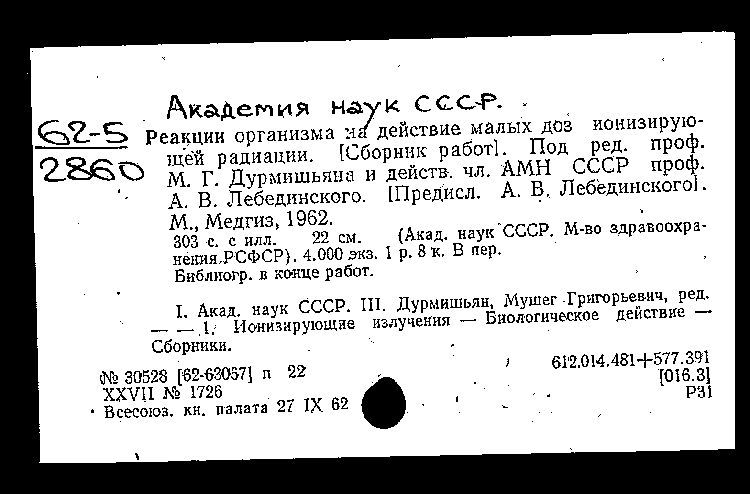 Академия наук СССР.
62-5
2860
Реакции организма на действие малых доз ионизирую-
щей радиации. [Сборник работ]. Под ред. проф.
М. Г. Дурмишьяна и действ. чл. АМН СССР проф.
А. В. Лебединского. [Предисл. А. В. Лебединского].
М., Медгиз, 1962.
303 с. с илл. 22 см. (Акад. наук СССР. М-во здравоохра-
нения РСФСР). 4.000 экз. 1 р. 8 к. В пер.
Библиогр. в конце работ.
I. Акад. наук СССР. III. Дурмишьян, Мушег Григорьевич, ред.
— — 1. Ионизирующие излучения — Биологическое действие —
Сборники.
№ 30528 [62-63057] п 22
XXVII № 1726
Всесоюз. кн. палата 27 IX 62
612.014.481+577.391
[016.3]
Р31